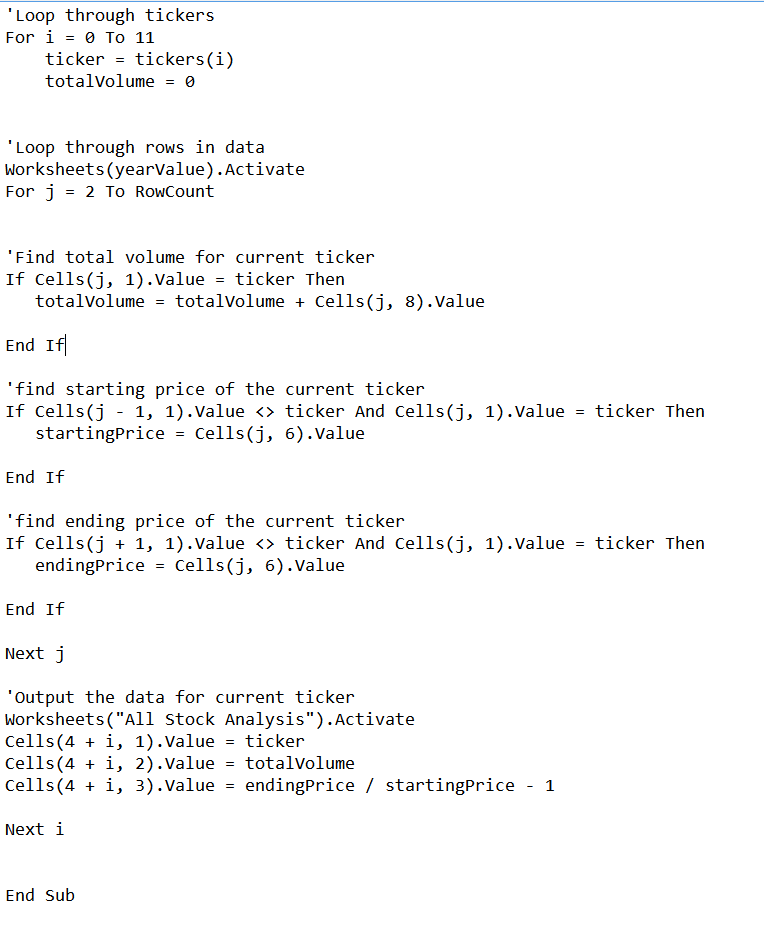 'Loop through tickers
For i = 0 To 11
    ticker = tickers(i)
    totalVolume = 0
'Loop through rows in data
Worksheets(yearValue).Activate
For j = 2 To RowCount
'Find total volume for current ticker
If Cells(j, 1).Value = ticker Then
   totalVolume = totalVolume + Cells(j, 8).Value
End If
'find starting price of the current ticker
If Cells(j - 1, 1).Value <> ticker And Cells(j, 1).Value = ticker Then
   startingPrice = Cells(j, 6).Value
End If
'find ending price of the current ticker
If Cells(j + 1, 1).Value <> ticker And Cells(j, 1).Value = ticker Then
   endingPrice = Cells(j, 6).Value
End If
Next j
'Output the data for current ticker
Worksheets("All Stock Analysis").Activate
Cells(4 + i, 1).Value = ticker
Cells(4 + i, 2).Value = totalVolume
Cells(4 + i, 3).Value = endingPrice / startingPrice - 1
Next i
End Sub